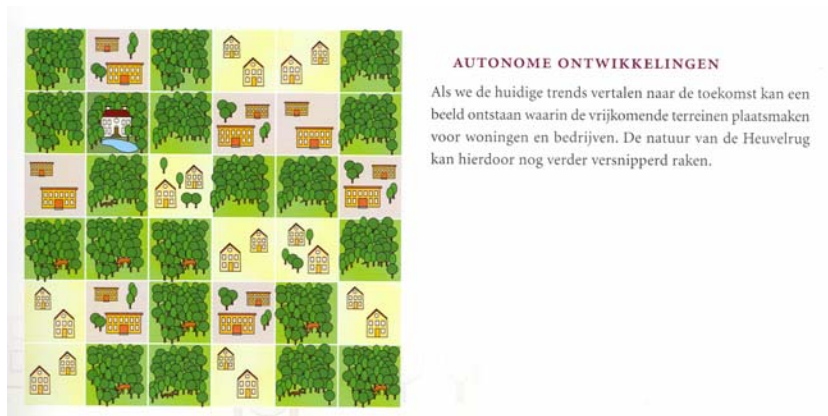 AUTONOME ONTWIKKELINGEN
Als we de huidige trends vertalen naar de toekomst kan een
beeld ontstaan waarin de vrijkomende terreinen plaatsmaken
voor woningen en bedrijven. De natuur van de Heuvelrug
kan hierdoor nog verder versnipperd raken.